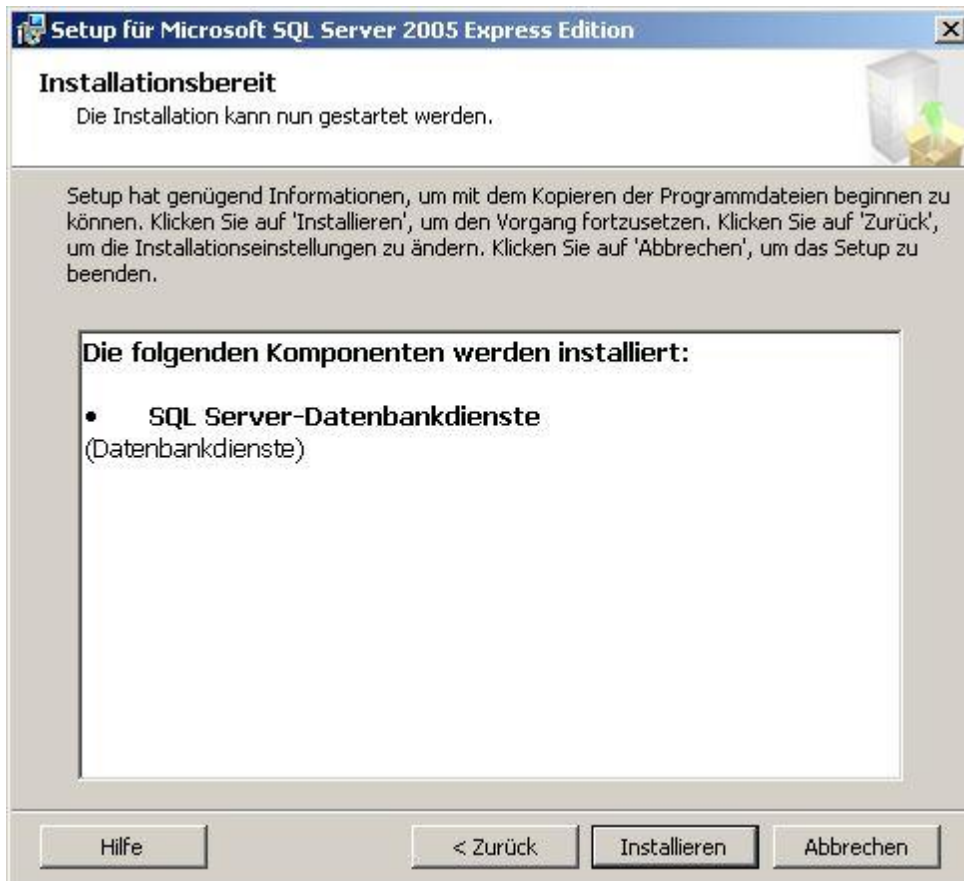 Setup für Microsoft SQL Server 2005 Express Edition
Installationsbereit
Die Installation kann nun gestartet werden.
Setup hat genügend Informationen, um mit dem Kopieren der Programmdateien beginnen zu
können. Klicken Sie auf 'Installieren', um den Vorgang fortzusetzen. Klicken Sie auf 'Zurück',
um die Installationseinstellungen zu ändern. Klicken Sie auf 'Abbrechen', um das Setup zu
beenden.
Die folgenden Komponenten werden installiert:
• SQL Server-Datenbankdienste
(Datenbankdienste)
Hilfe
< Zurück
Installieren
Abbrechen